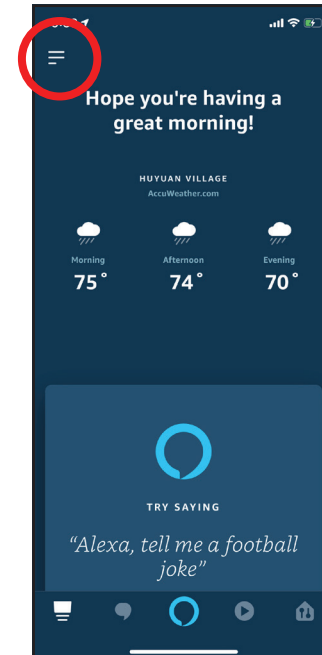 Hope you're having a
great morning!
HUYUAN VILLAGE
AccuWeather.com
Morning
Afternoon
Evening
75°
74°
70°
TRY SAYING
“Alexa, tell me a football
joke”